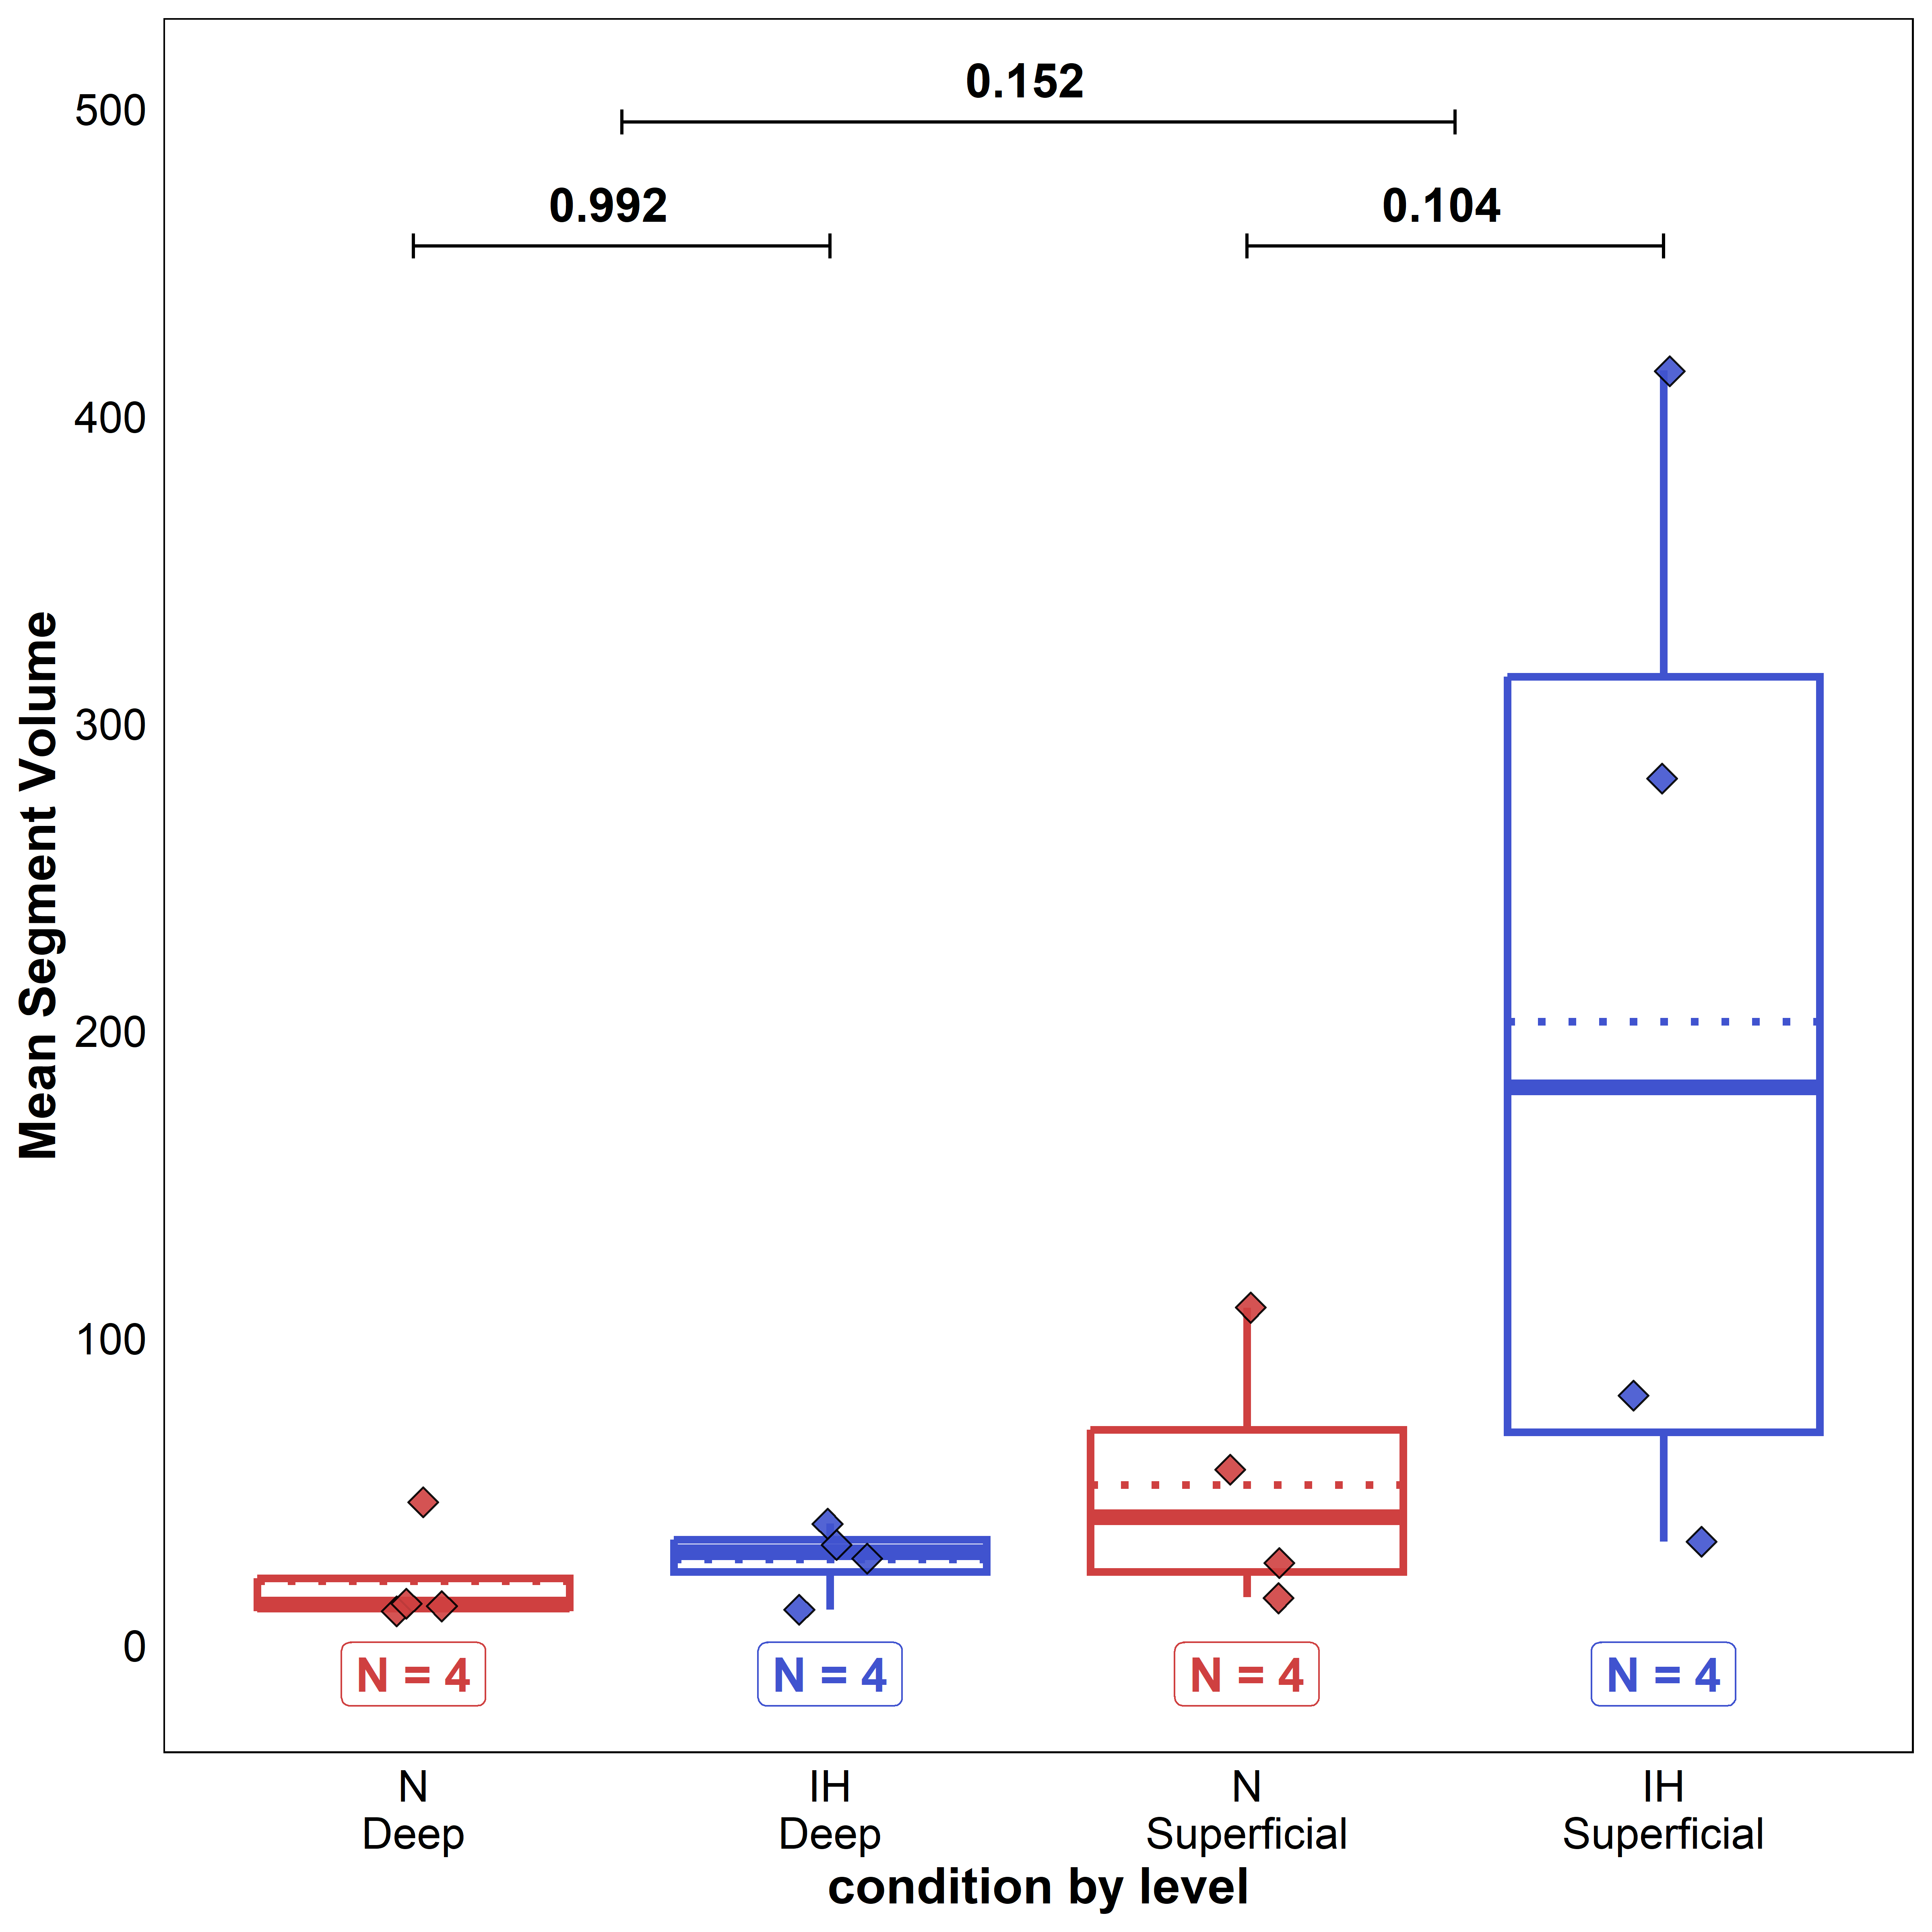 0.152
0.992
0.104
500
400
300
200
100
0
Mean Segment Volume
N = 4
N = 4
N = 4
N = 4
N
Deep
IH
Deep
N
Superficial
IH
Superficial
condition by level